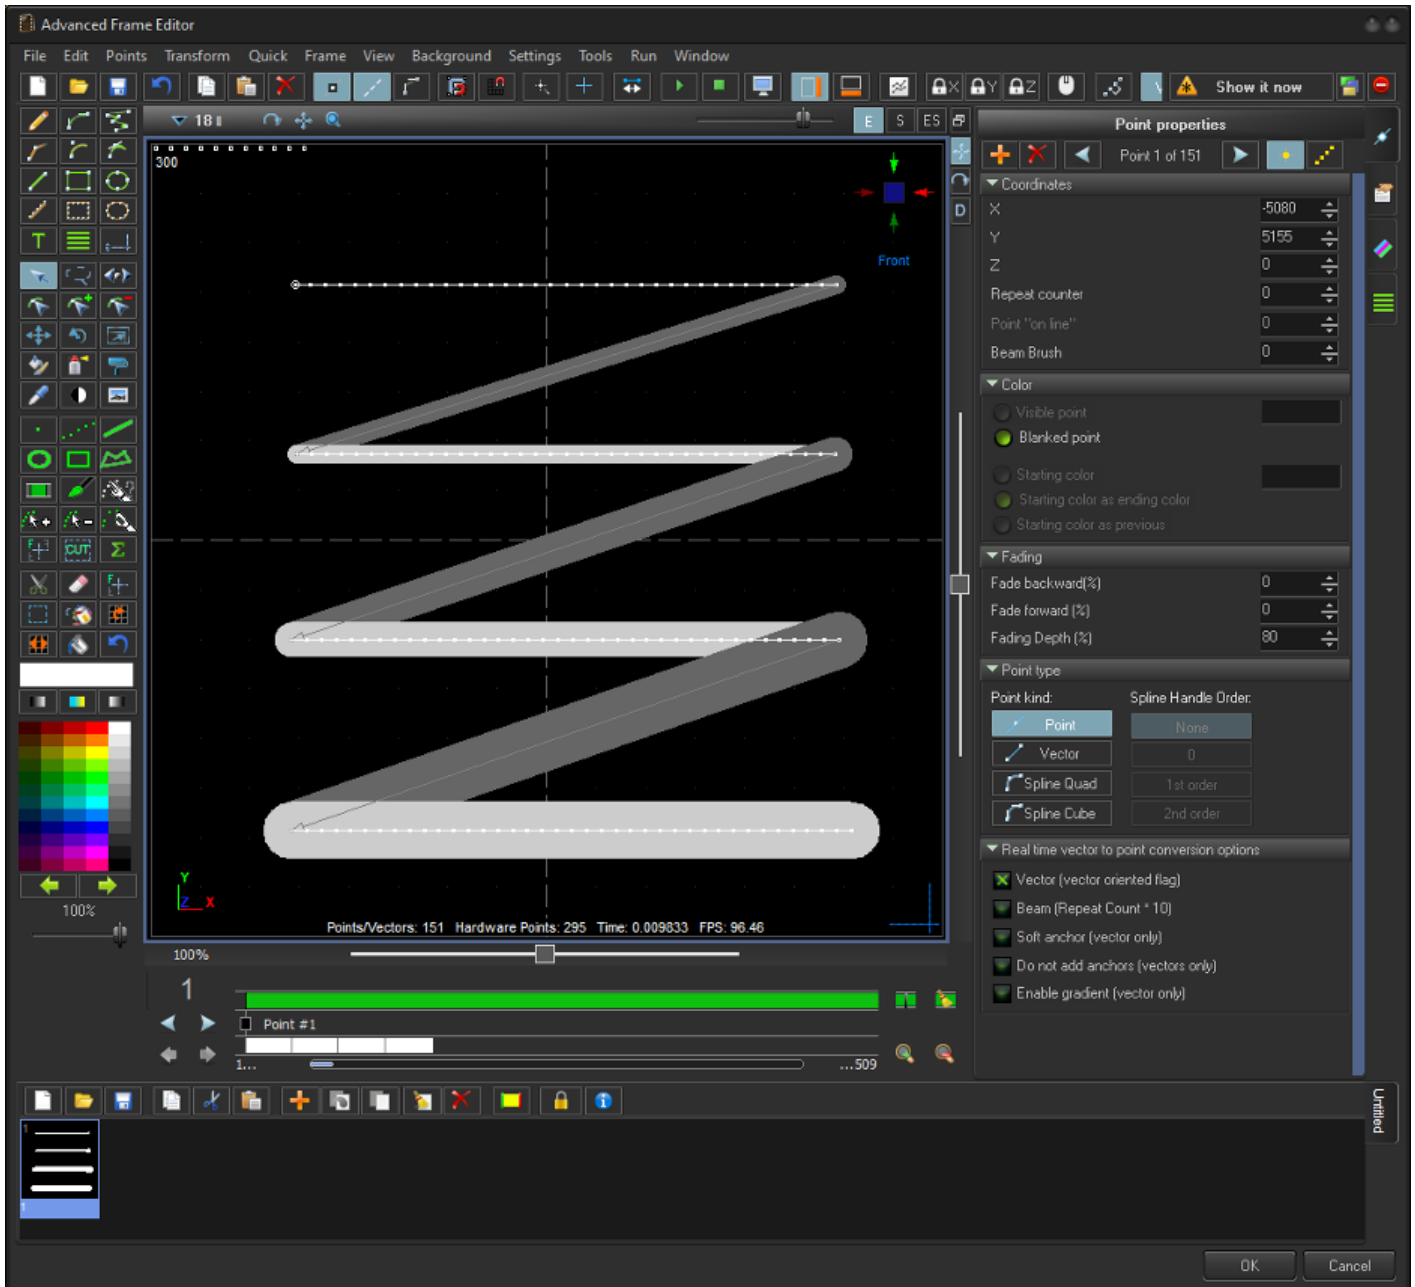 Advanced Frame Editor
File Edit Points Transform Quick Frame View Background Settings Tools Run Window
X Y Z Show it now
18 E S ES
Point properties
300
Point 1 of 151
Coordinates
D
X -5080
Y 5155
Z 0
Front
Repeat counter 0
Point "on line" 0
Beam Brush 0
Color
Visible point
Blanked point
Starting color
Starting color as ending color
Starting color as previous
CUT
Fading
Fade backward(%) 0
Fade forward (%) 0
Fading Depth (%) 80
Point type
Point kind: Spline Handle Order:
Point None
Vector 0
Spline Quad 1st order
Spline Cube 2nd order
Real time vector to point conversion options
Vector (vector oriented flag)
Beam (Repeat Count * 10)
Soft anchor (vector only)
Do not add anchors (vectors only)
Enable gradient (vector only)
Y
Z X
100%
Points/Vectors: 151 Hardware Points: 295 Time: 0.009833 FPS: 96.46
100%
1
Point #1
1... ...509
Untitled
1
1
OK Cancel